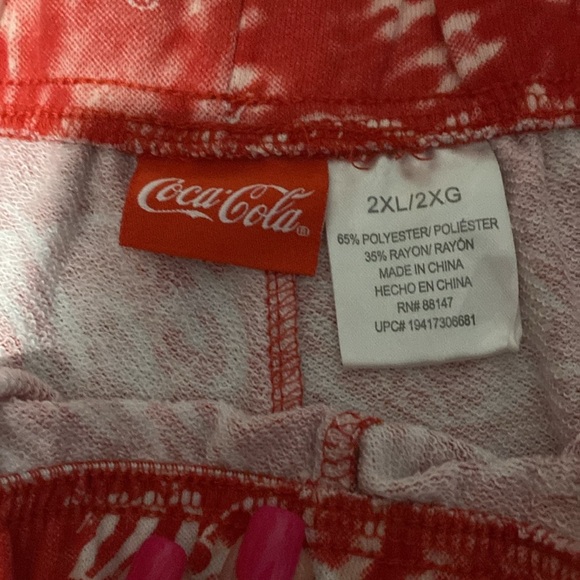 Coca-Cola
2XL/2XG
65% POLYESTER/ POLIÉSTER
35% RAYON/ RAYÓN
MADE IN CHINA
HECHO EN CHINA
RN# 88147
UPC# 19417306681